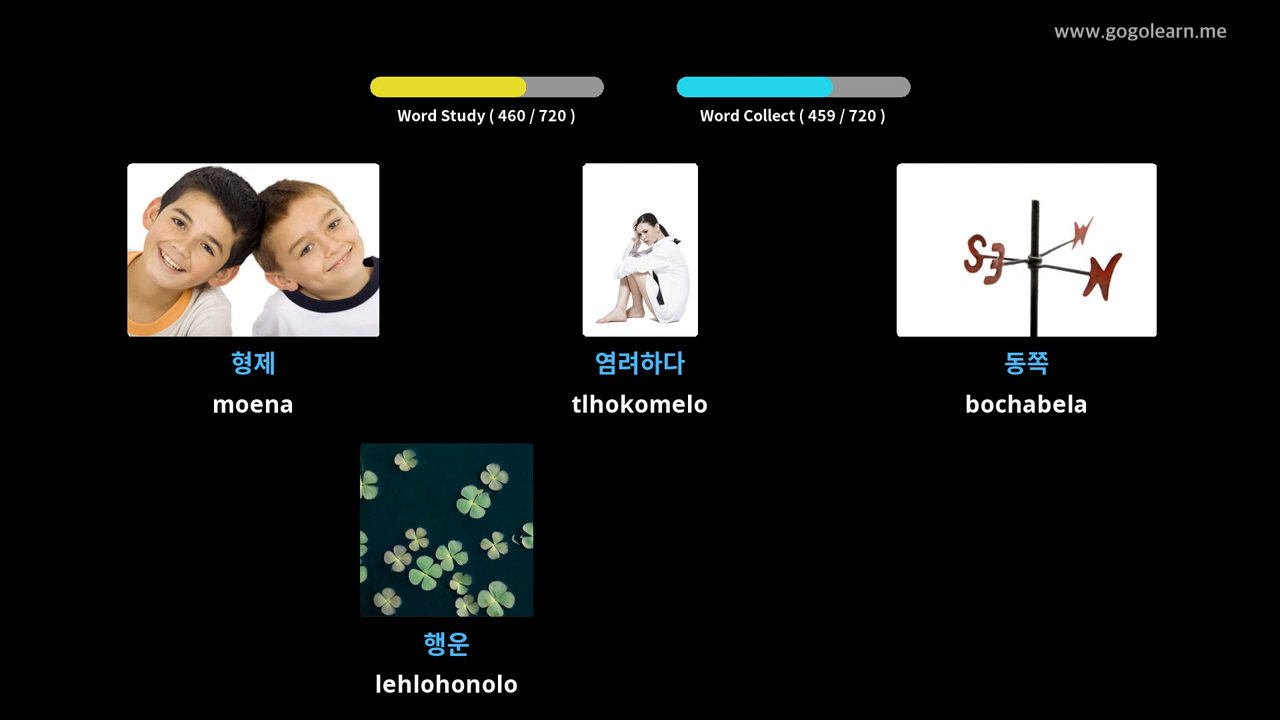 www.gogolearn.me
Word Study ( 460 / 720 )
Word Collect ( 459 / 720 )
형제
moena
염려하다
tlhokomelo
동쪽
bochabela
행운
lehlohonolo